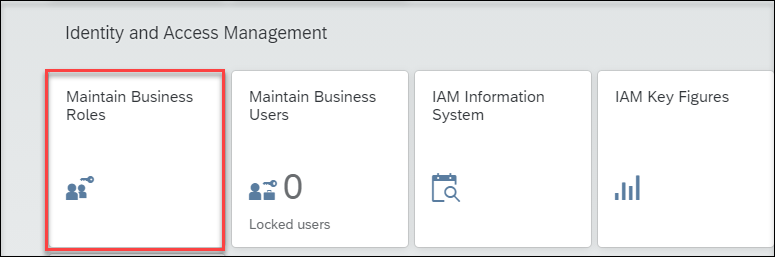 Identity and Access Management
Maintain Business
Roles
Maintain Business
Users
0
Locked users
IAM Information
System
IAM Key Figures